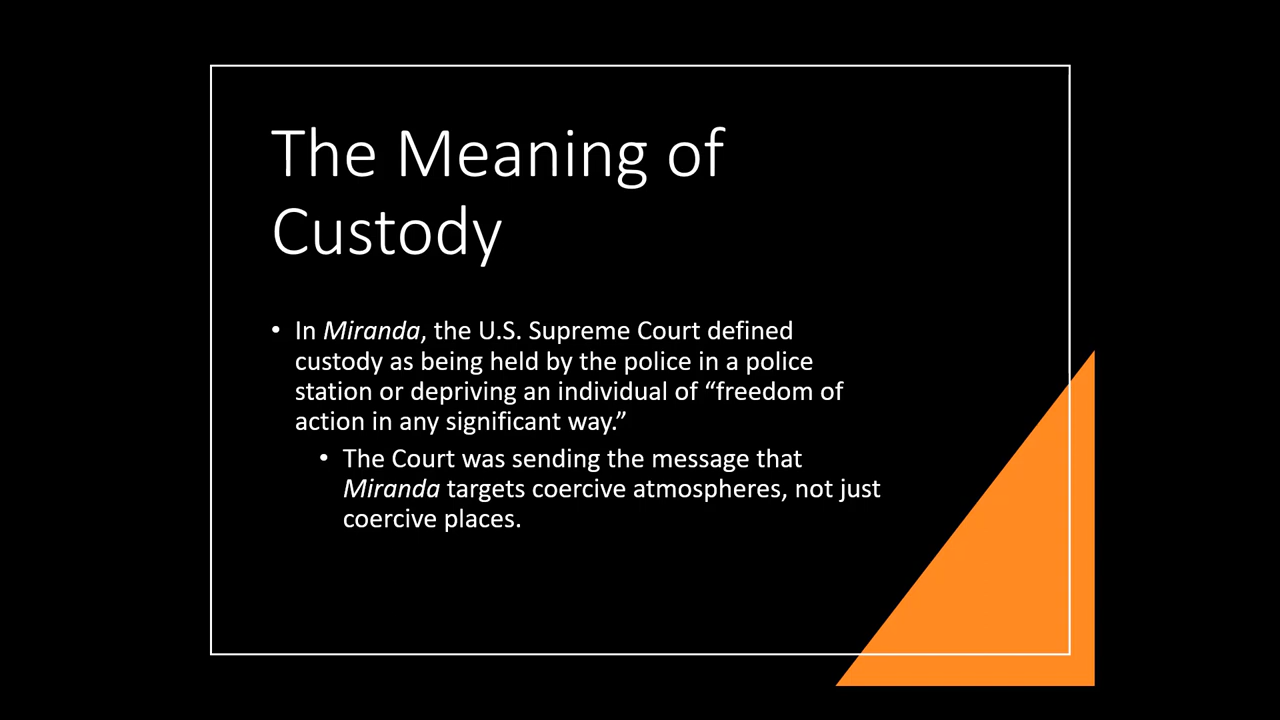 The Meaning of
Custody
• In Miranda, the U.S. Supreme Court defined
custody as being held by the police in a police
station or depriving an individual of “freedom of
action in any significant way.”
• The Court was sending the message that
Miranda targets coercive atmospheres, not just
coercive places.